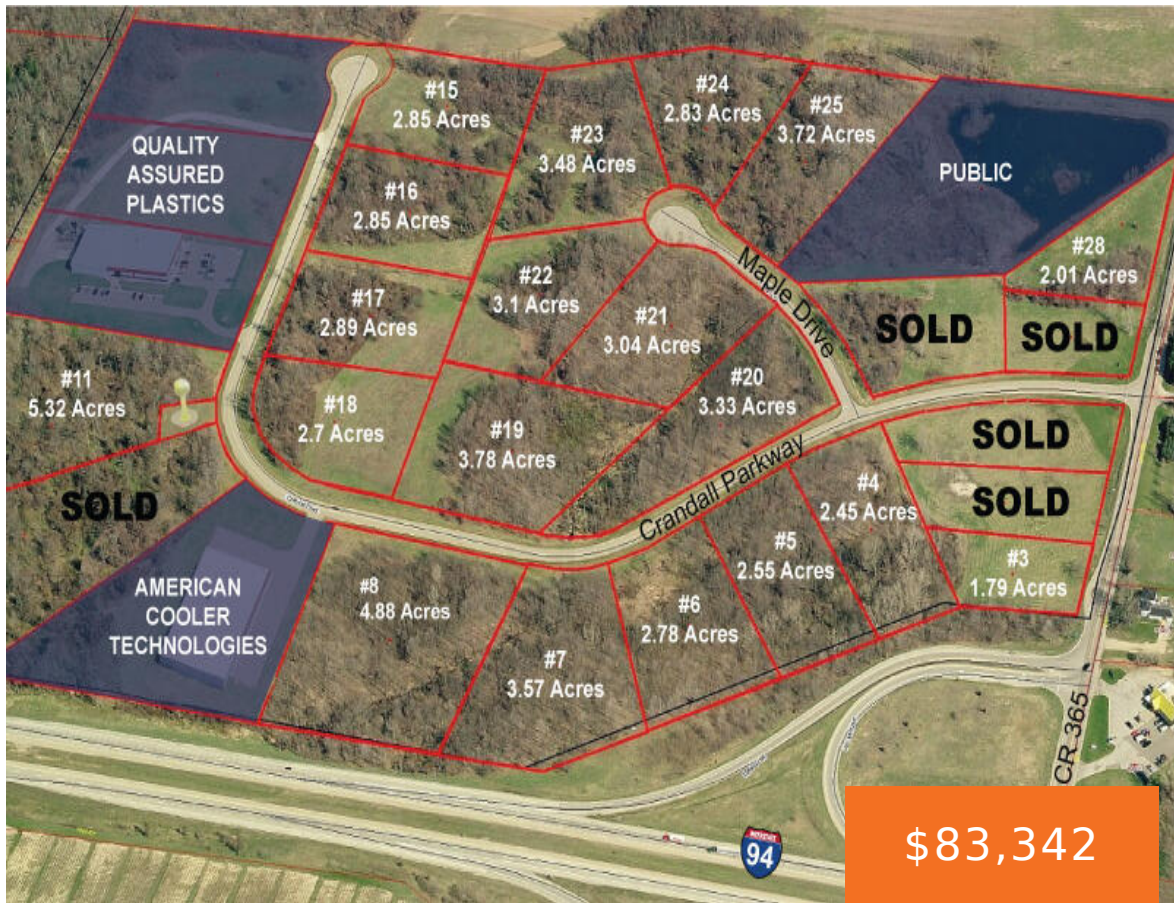 #15
2.85 Acres
#24
2.83 Acres
#25
3.72 Acres
#23
3.48 Acres
QUALITY
ASSURED
PLASTICS
PUBLIC
#16
2.85 Acres
#28
2.01 Acres
#22
3.1 Acres
Maple Drive
#17
2.89 Acres
#21
3.04 Acres
SOLD
SOLD
#11
5.32 Acres
#20
3.33 Acres
#18
2.7 Acres
#19
3.78 Acres
SOLD
SOLD
SOLD
Crandall Parkway
#4
2.45 Acres
#5
2.55 Acres
#3
1.79 Acres
AMERICAN
COOLER
TECHNOLOGIES
#8
4.88 Acres
#6
2.78 Acres
#7
3.57 Acres
CR 365
INTERSTATE
94
$83,342